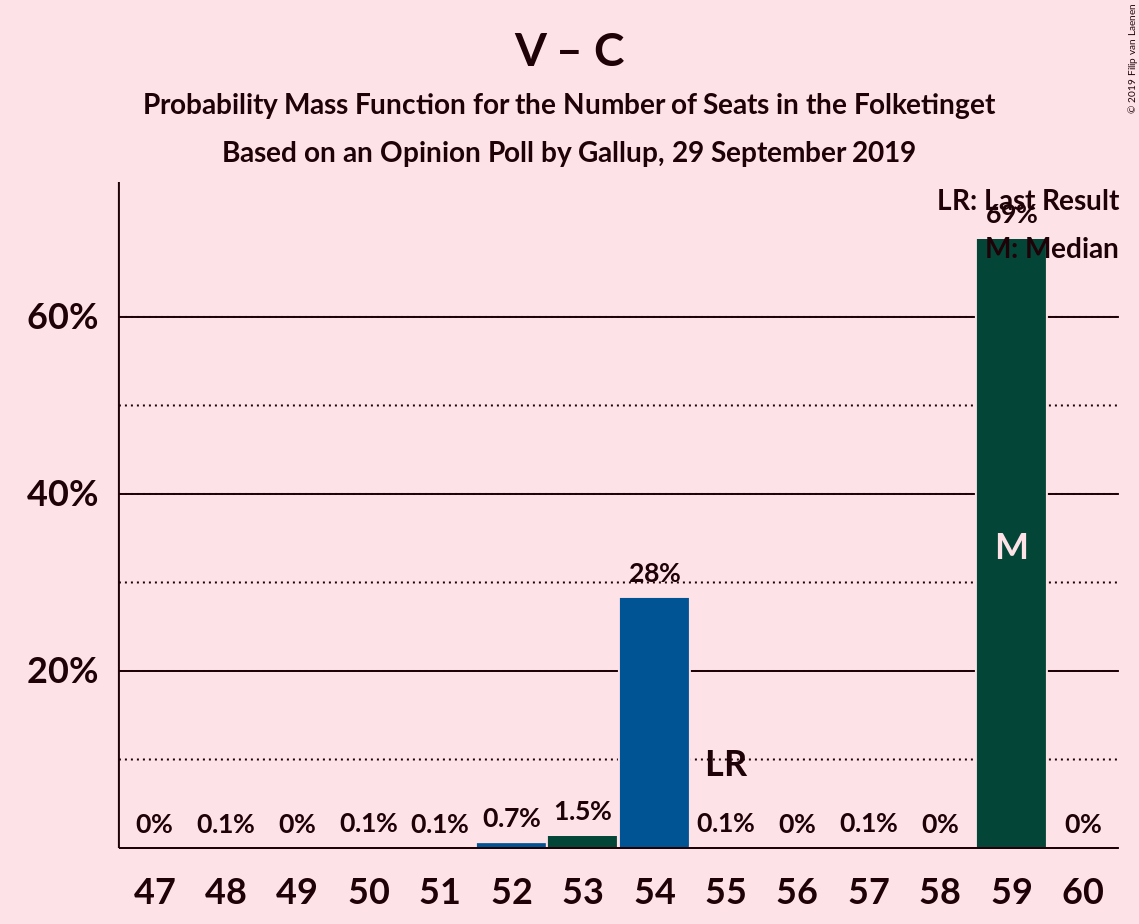 V – C
Probability Mass Function for the Number of Seats in the Folketinget
Based on an Opinion Poll by Gallup, 29 September 2019
© 2019 Filip van Laenen
LR: Last Result
M: Median
69%
60%
40%
20%
M
28%
LR
0% 0.1% 0% 0.1% 0.1% 0.7% 1.5% 0.1% 0% 0.1% 0% 0%
47 48 49 50 51 52 53 54 55 56 57 58 59 60